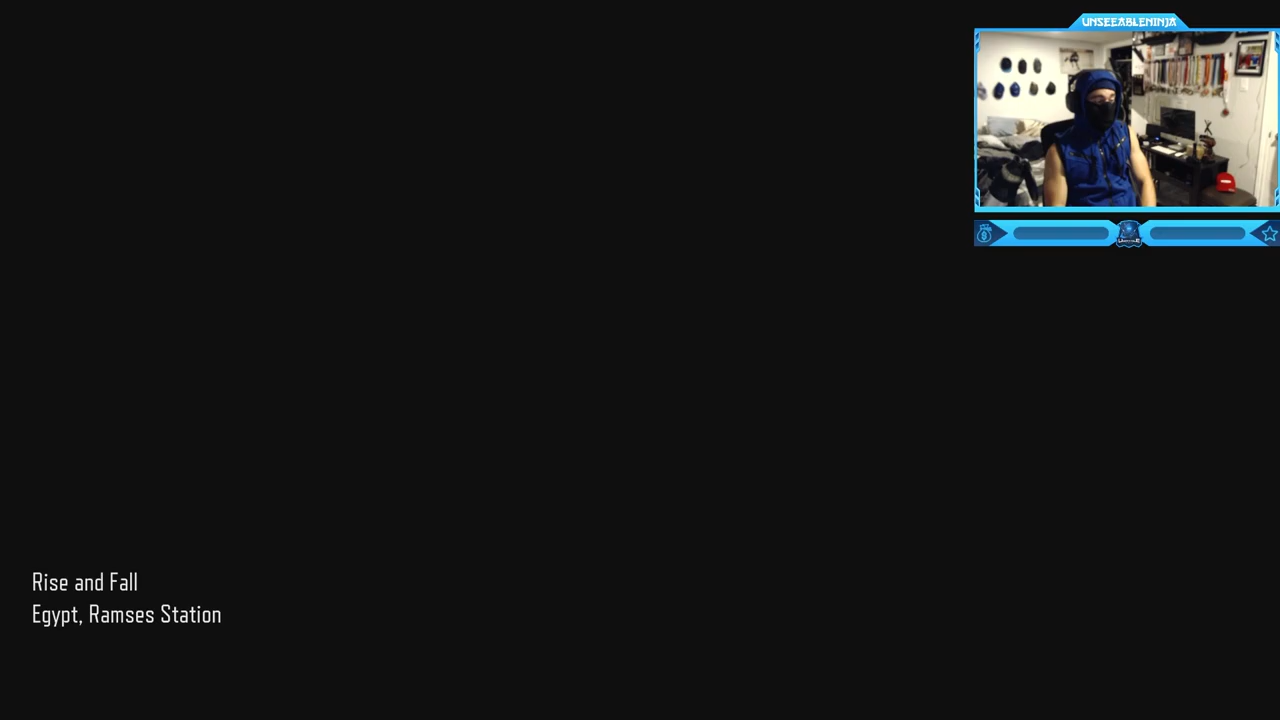 UNSEEABLENINJA
Rise and Fall
Egypt, Ramses Station